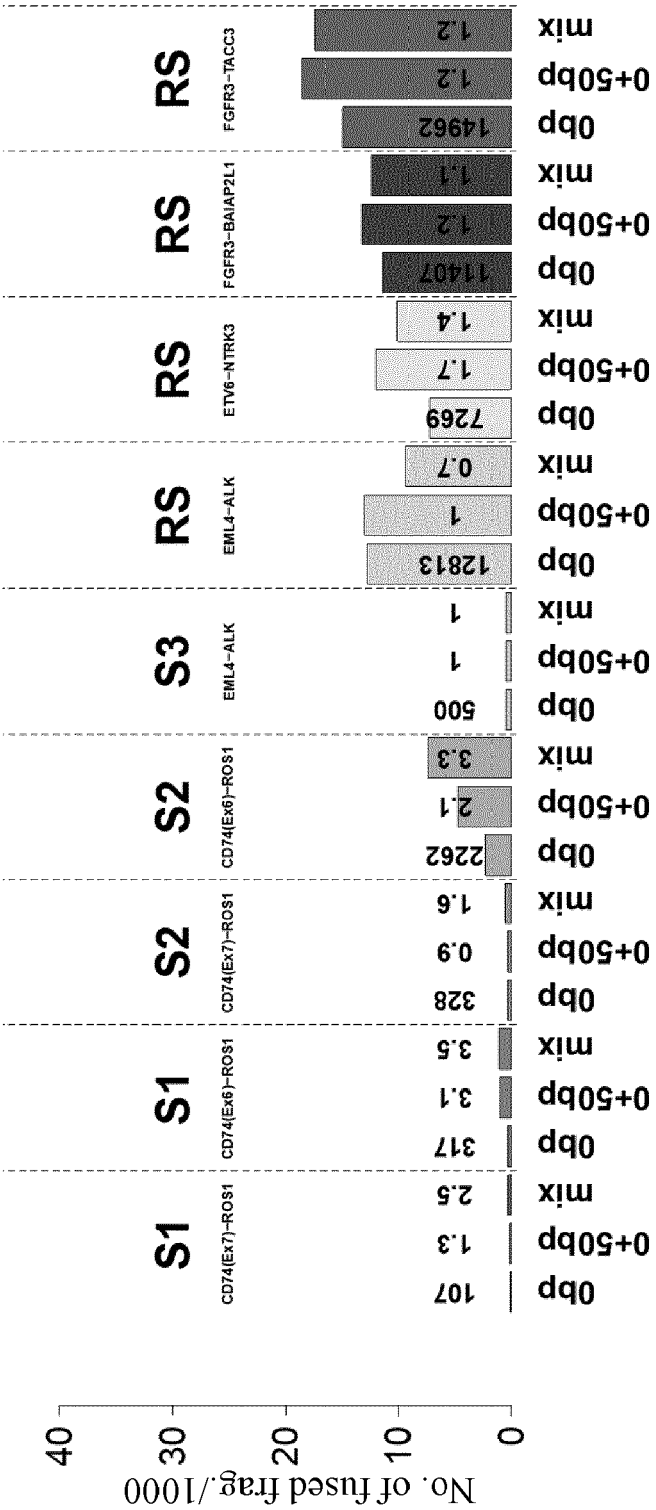 No. of fused frag./1000
40
30
20
10
0
S1
CD74(Ex7)–ROS1
107
1.3
2.5
0bp
0+50bp
mix
S1
CD74(Ex6)–ROS1
317
3.1
3.5
0bp
0+50bp
mix
S2
CD74(Ex7)–ROS1
328
0.9
1.6
0bp
0+50bp
mix
S2
CD74(Ex6)–ROS1
2262
2.1
3.3
0bp
0+50bp
mix
S3
EML4–ALK
500
1
1
0bp
0+50bp
mix
RS
EML4–ALK
12813
1
0.7
0bp
0+50bp
mix
RS
ETV6–NTRK3
7269
1.7
1.4
0bp
0+50bp
mix
RS
FGFR3–BAIAP2L1
11407
1.2
1.1
0bp
0+50bp
mix
RS
FGFR3–TACC3
14962
1.2
1.2
0bp
0+50bp
mix